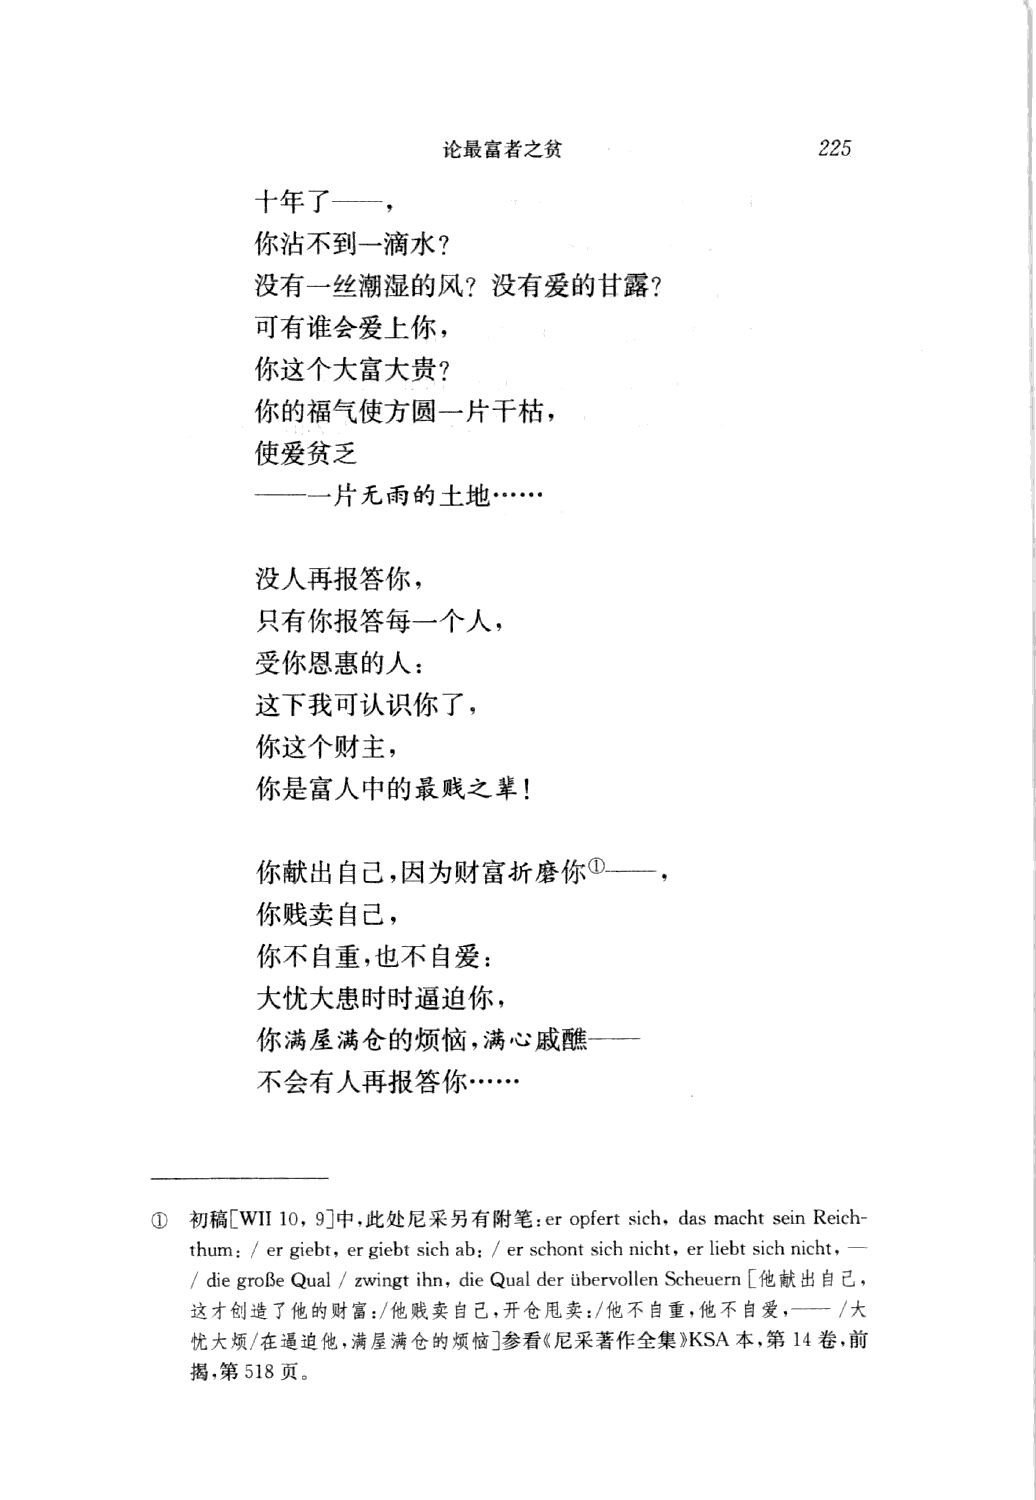 论最富者之贫 225
十年了——，
你沾不到一滴水？
没有一丝潮湿的风？没有爱的甘露？
可有谁会爱上你，
你这个大富大贵？
你的福气使方圆一片干枯，
使爱贫乏
——一片无雨的土地……
没人再报答你，
只有你报答每一个人，
受你恩惠的人：
这下我可认识你了，
你这个财主，
你是富人中的最贱之辈！
你献出自己，因为财富折磨你①——，
你贱卖自己，
你不自重，也不自爱：
大忧大患时时逼迫你，
你满屋满仓的烦恼，满心戚醮——
不会有人再报答你……
① 初稿[WII 10, 9]中，此处尼采另有附笔：er opfert sich, das macht sein Reich-
thum: / er giebt, er giebt sich ab: / er schont sich nicht, er liebt sich nicht, —
/ die große Qual / zwingt ihn, die Qual der übervollen Scheuern [他献出自己，
这才创造了他的财富：/他贱卖自己，开仓甩卖：/他不自重，他不自爱，—— /大
忧大烦/在逼迫他，满屋满仓的烦恼]参看《尼采著作全集》KSA 本，第 14 卷，前
揭，第 518 页。